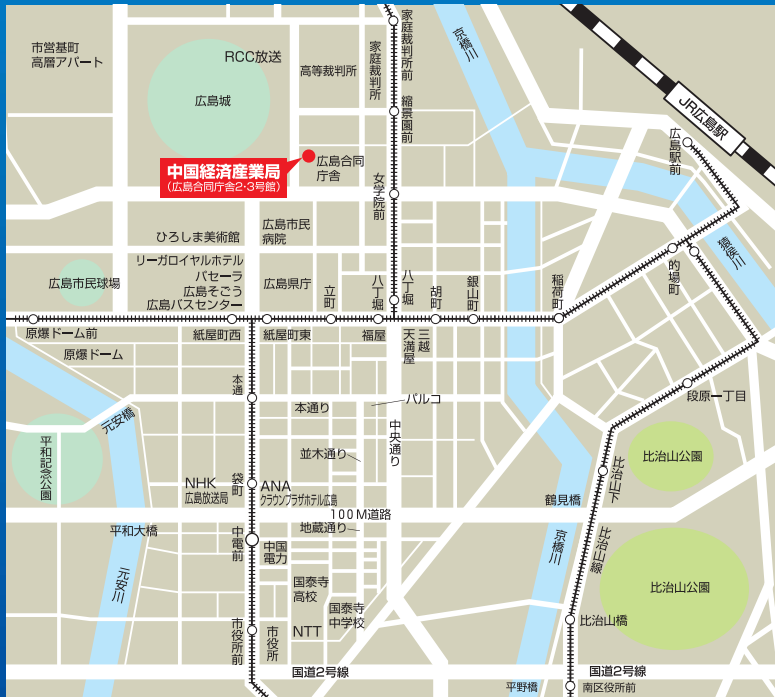 市営基町
高層アパート
RCC放送
広島城
高等裁判所
家庭裁判所
家庭裁判所前
縮景園前
京橋川
JR広島駅
広島駅前
中国経済産業局
(広島合同庁舎2・3号館)
広島合同
庁舎
女学院前
ひろしま美術館
広島市民
病院
リーガロイヤルホテル
パセーラ
広島そごう
広島バスセンター
広島市民球場
広島県庁
立町
八丁堀
八丁堀
胡町
銀山町
稲荷町
的場町
猿猴川
原爆ドーム前
原爆ドーム
紙屋町西
紙屋町東
福屋
天満屋
三越
本通
本通り
パルコ
中央通り
段原一丁目
元安橋
平和記念公園
並木通り
袋町
NHK
広島放送局
ANA
クラウンプラザホテル広島
100M道路
地蔵通り
鶴見橋
比治山下
比治山公園
平和大橋
中電前
中国
電力
京橋川
比治山線
元安川
国泰寺
高校
国泰寺
中学校
比治山公園
比治山橋
市役所前
市役所
NTT
国道2号線
国道2号線
平野橋
南区役所前